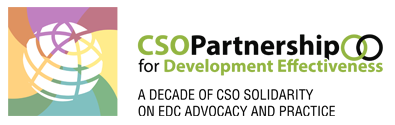 CSOPartnership
for Development Effectiveness
A DECADE OF CSO SOLIDARITY
ON EDC ADVOCACY AND PRACTICE